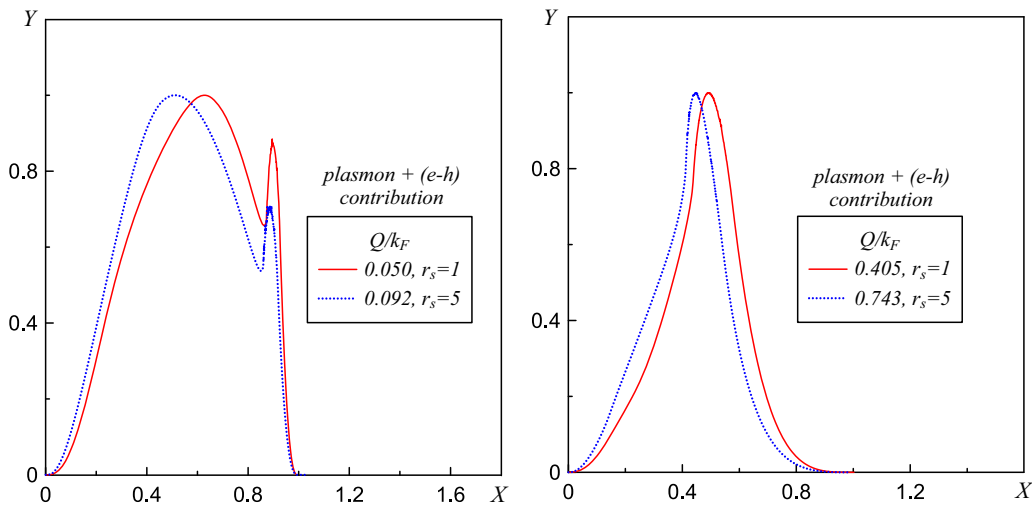 Y
0.8
0.4
0
0
0.4
0.8
1.2
1.6
X
plasmon + (e-h)
contribution
Q/k_F
0.050, r_s=1
0.092, r_s=5
Y
0.8
0.4
0
0
0.4
0.8
1.2
X
plasmon + (e-h)
contribution
Q/k_F
0.405, r_s=1
0.743, r_s=5